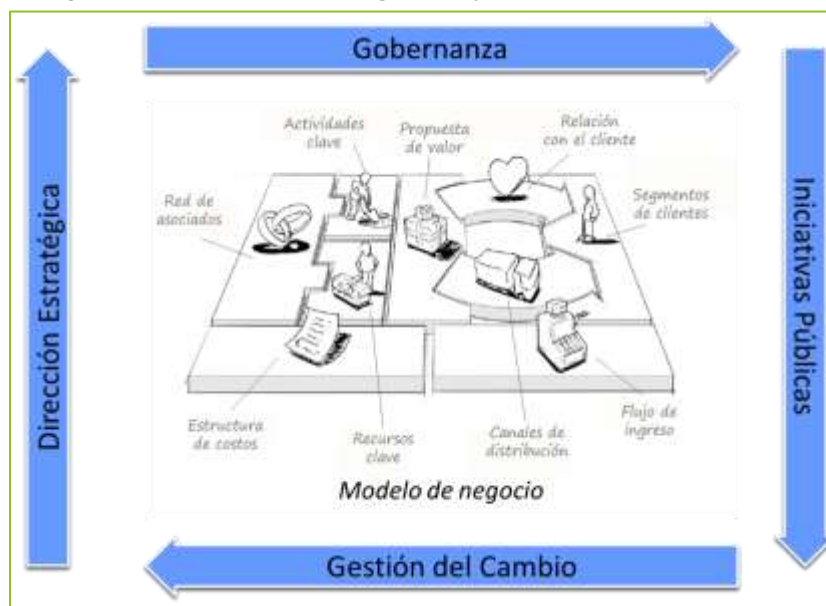 Gobernanza
Dirección Estratégica
Iniciativas Públicas
Actividades
clave
Propuesta
de valor
Relación
con el cliente
Red de
asociados
Segmentos
de clientes
Estructura
de costos
Recursos
clave
Canales de
distribución
Flujo de
ingreso
Modelo de negocio
Gestión del Cambio